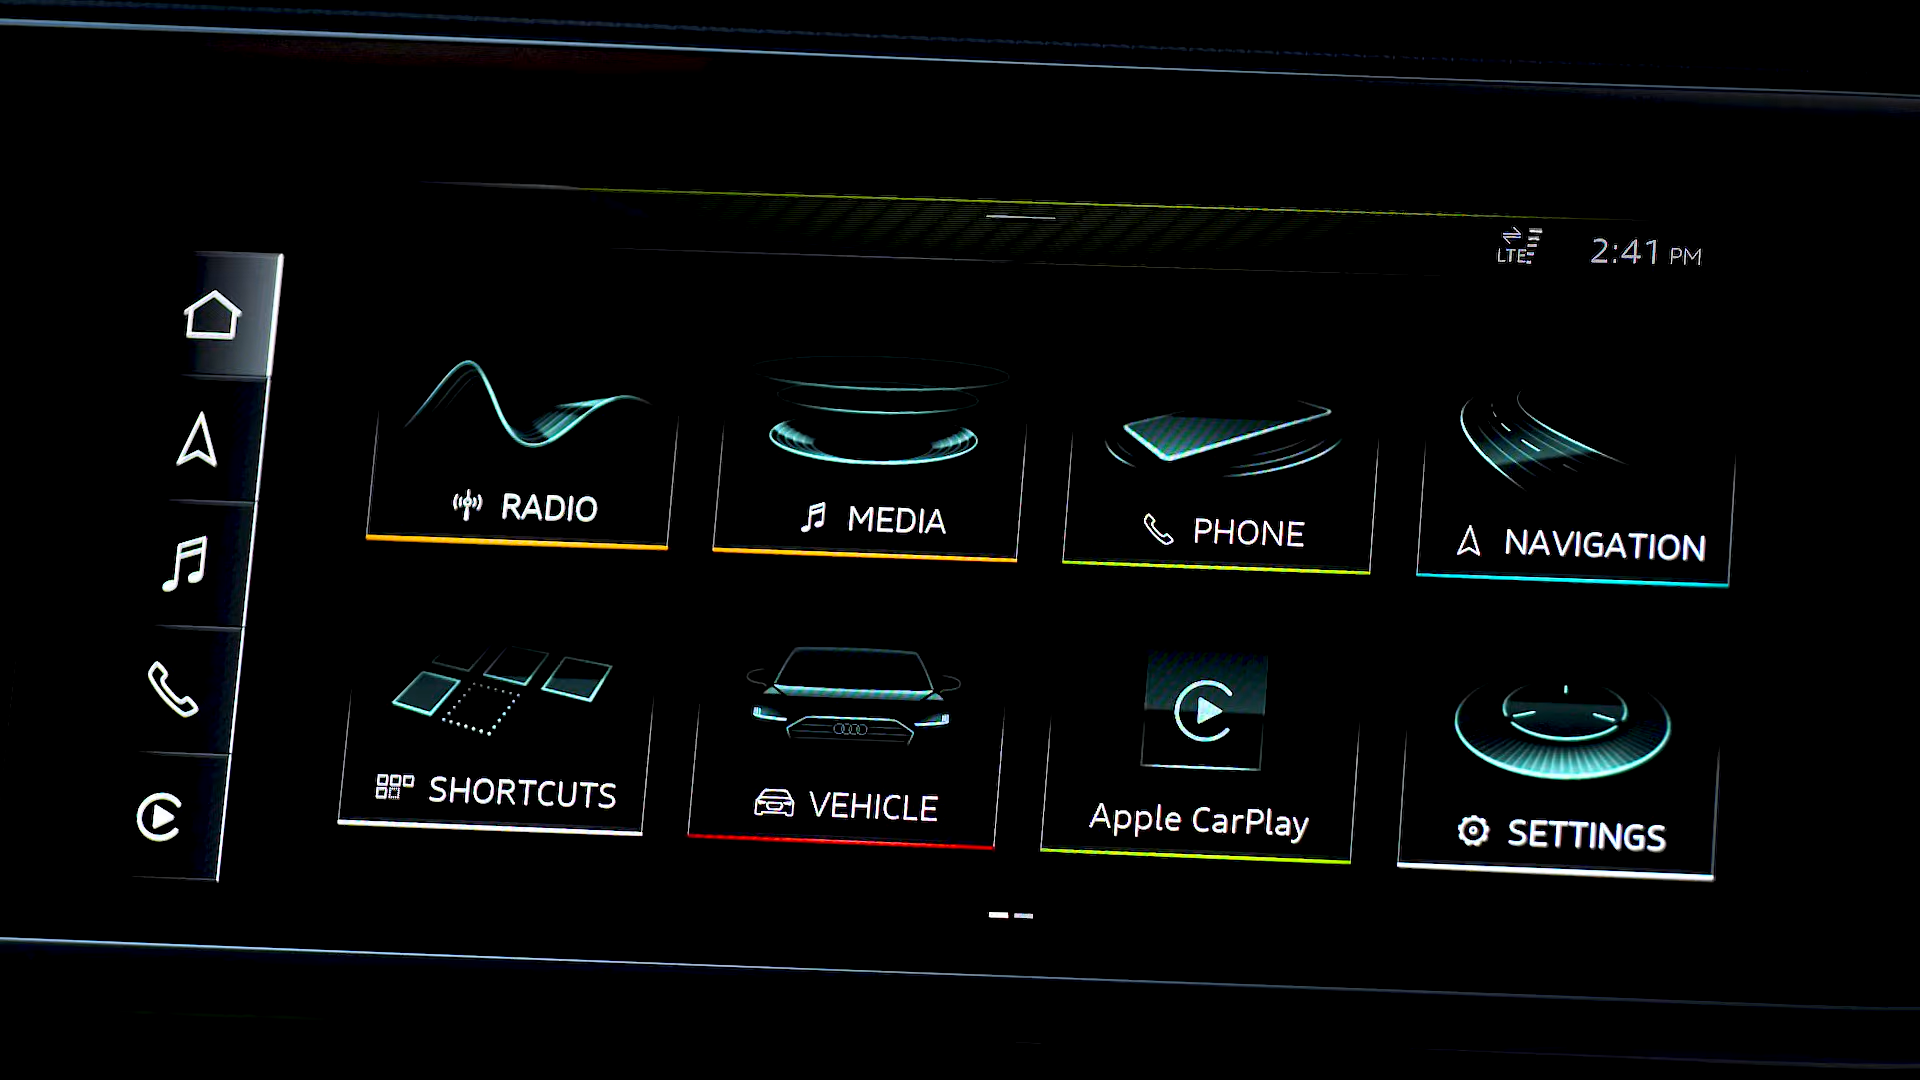 LTE
2:41 PM
RADIO
MEDIA
PHONE
NAVIGATION
SHORTCUTS
VEHICLE
Apple CarPlay
SETTINGS